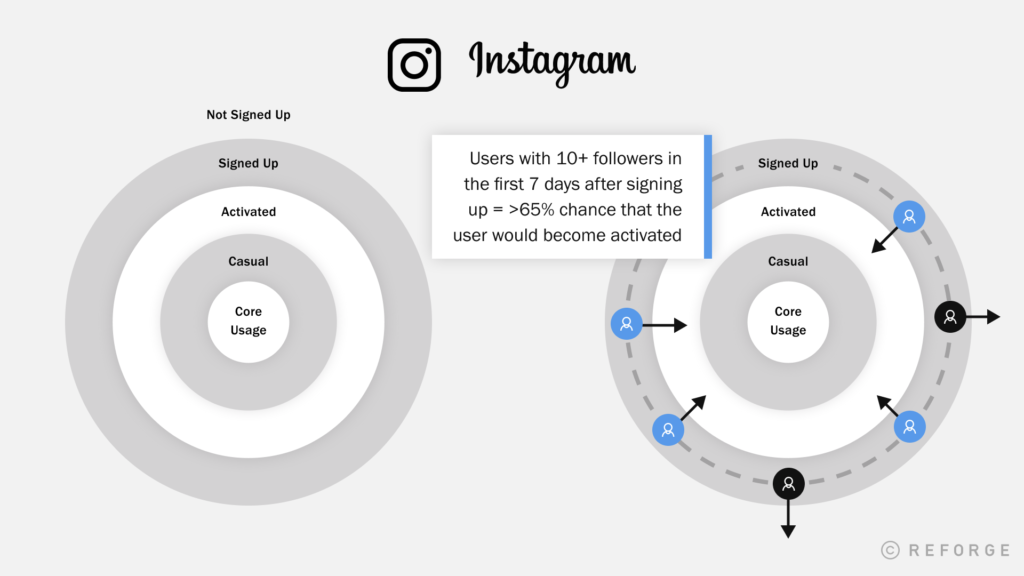 Instagram
Not Signed Up
Signed Up
Activated
Casual
Core
Usage
Users with 10+ followers in
the first 7 days after signing
up = >65% chance that the
user would become activated
Signed Up
Activated
Casual
Core
Usage
© REFORGE